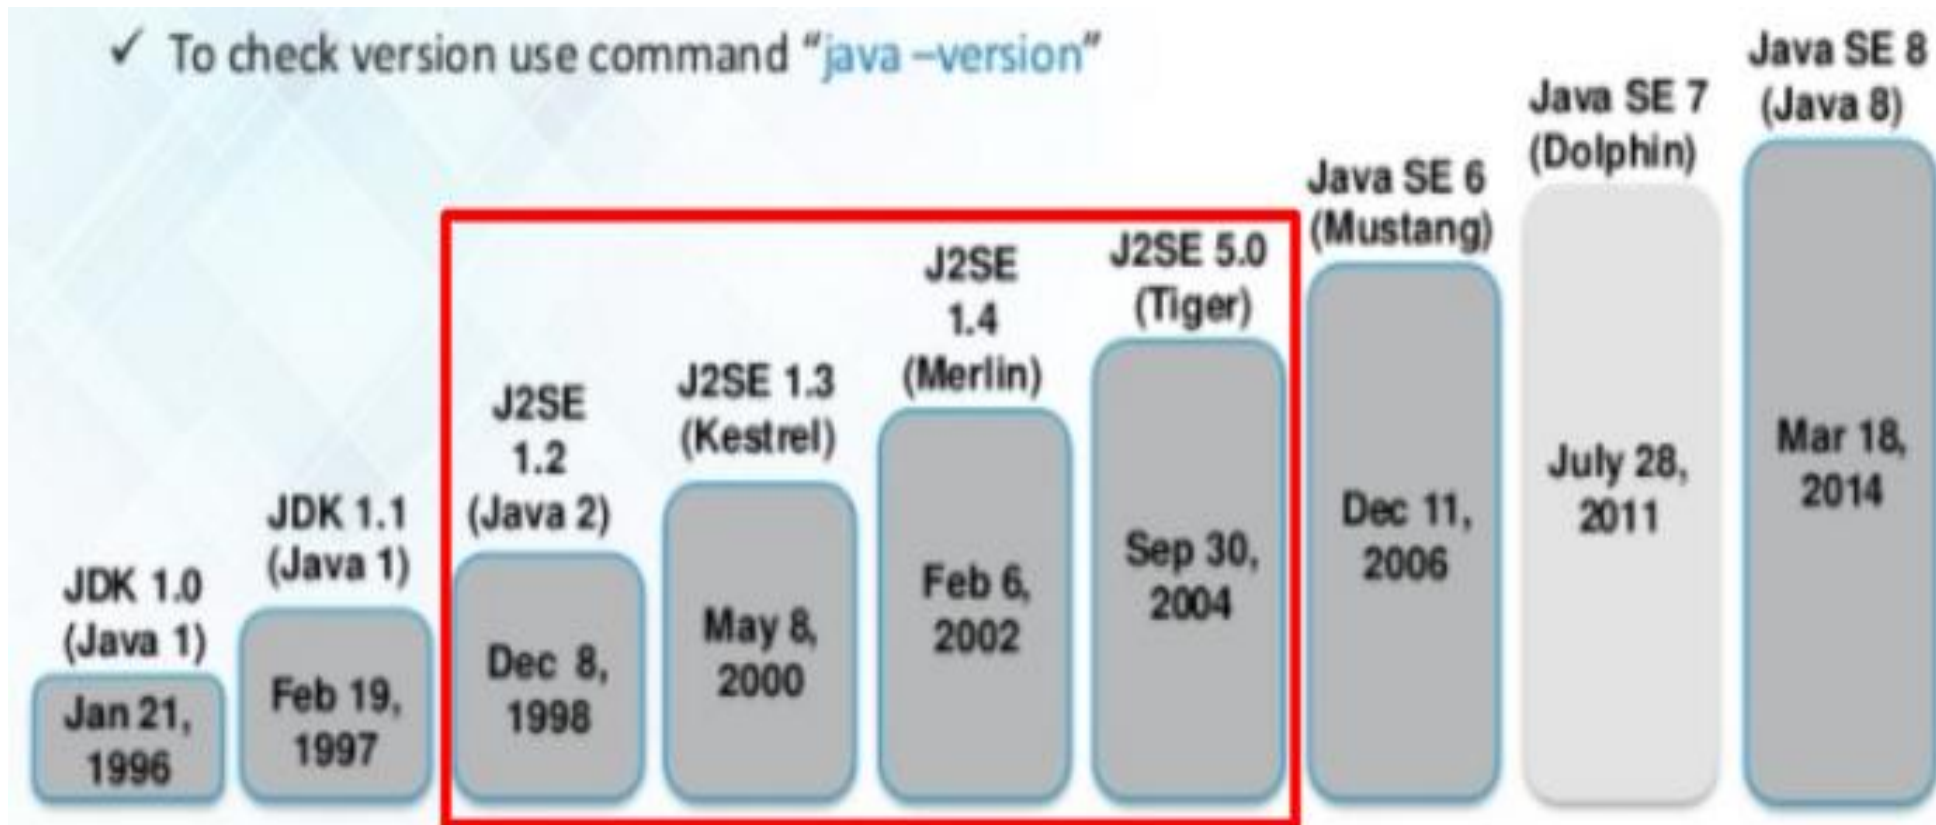 ✓ To check version use command “java –version”
JDK 1.0
(Java 1)
Jan 21,
1996
JDK 1.1
(Java 1)
Feb 19,
1997
J2SE
1.2
(Java 2)
Dec 8,
1998
J2SE 1.3
(Kestrel)
May 8,
2000
J2SE
1.4
(Merlin)
Feb 6,
2002
J2SE 5.0
(Tiger)
Sep 30,
2004
Java SE 6
(Mustang)
Dec 11,
2006
Java SE 7
(Dolphin)
July 28,
2011
Java SE 8
(Java 8)
Mar 18,
2014